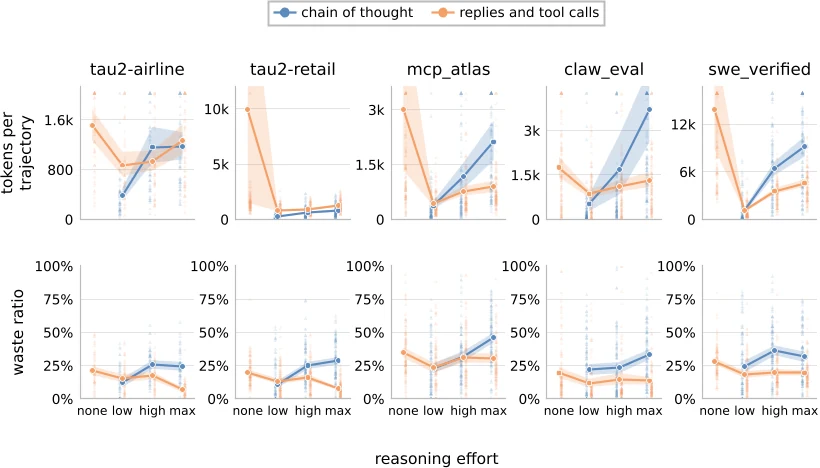 chain of thought replies and tool calls
tau2-airline tau2-retail mcp_atlas claw_eval swe_verified
tokens per
trajectory
1.6k
800
0
10k
5k
0
3k
1.5k
0
3k
1.5k
0
12k
6k
0
waste ratio
100%
75%
50%
25%
0%
100%
75%
50%
25%
0%
100%
75%
50%
25%
0%
100%
75%
50%
25%
0%
100%
75%
50%
25%
0%
none low high max none low high max none low high max none low high max none low high max
reasoning effort